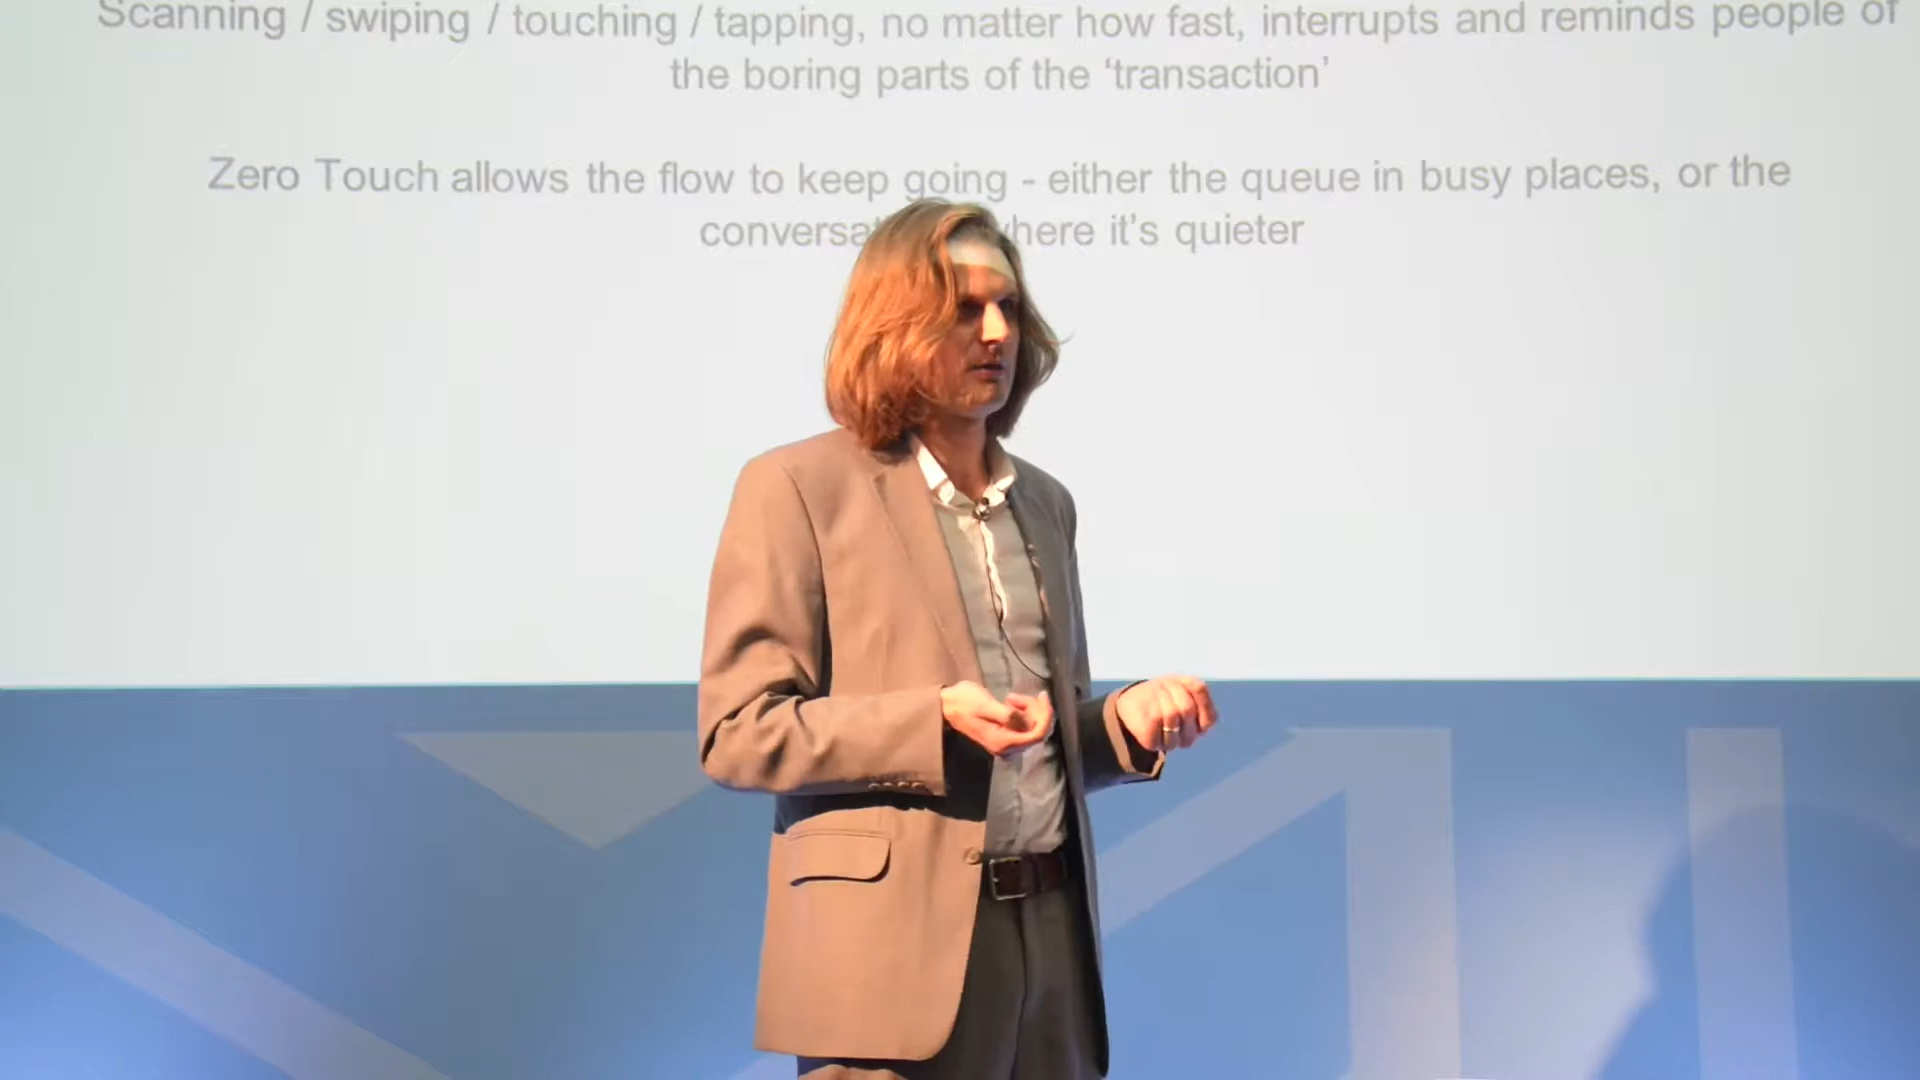 Scanning / swiping / touching / tapping, no matter how fast, interrupts and reminds people of
the boring parts of the ‘transaction’
Zero Touch allows the flow to keep going - either the queue in busy places, or the
it’s quieter